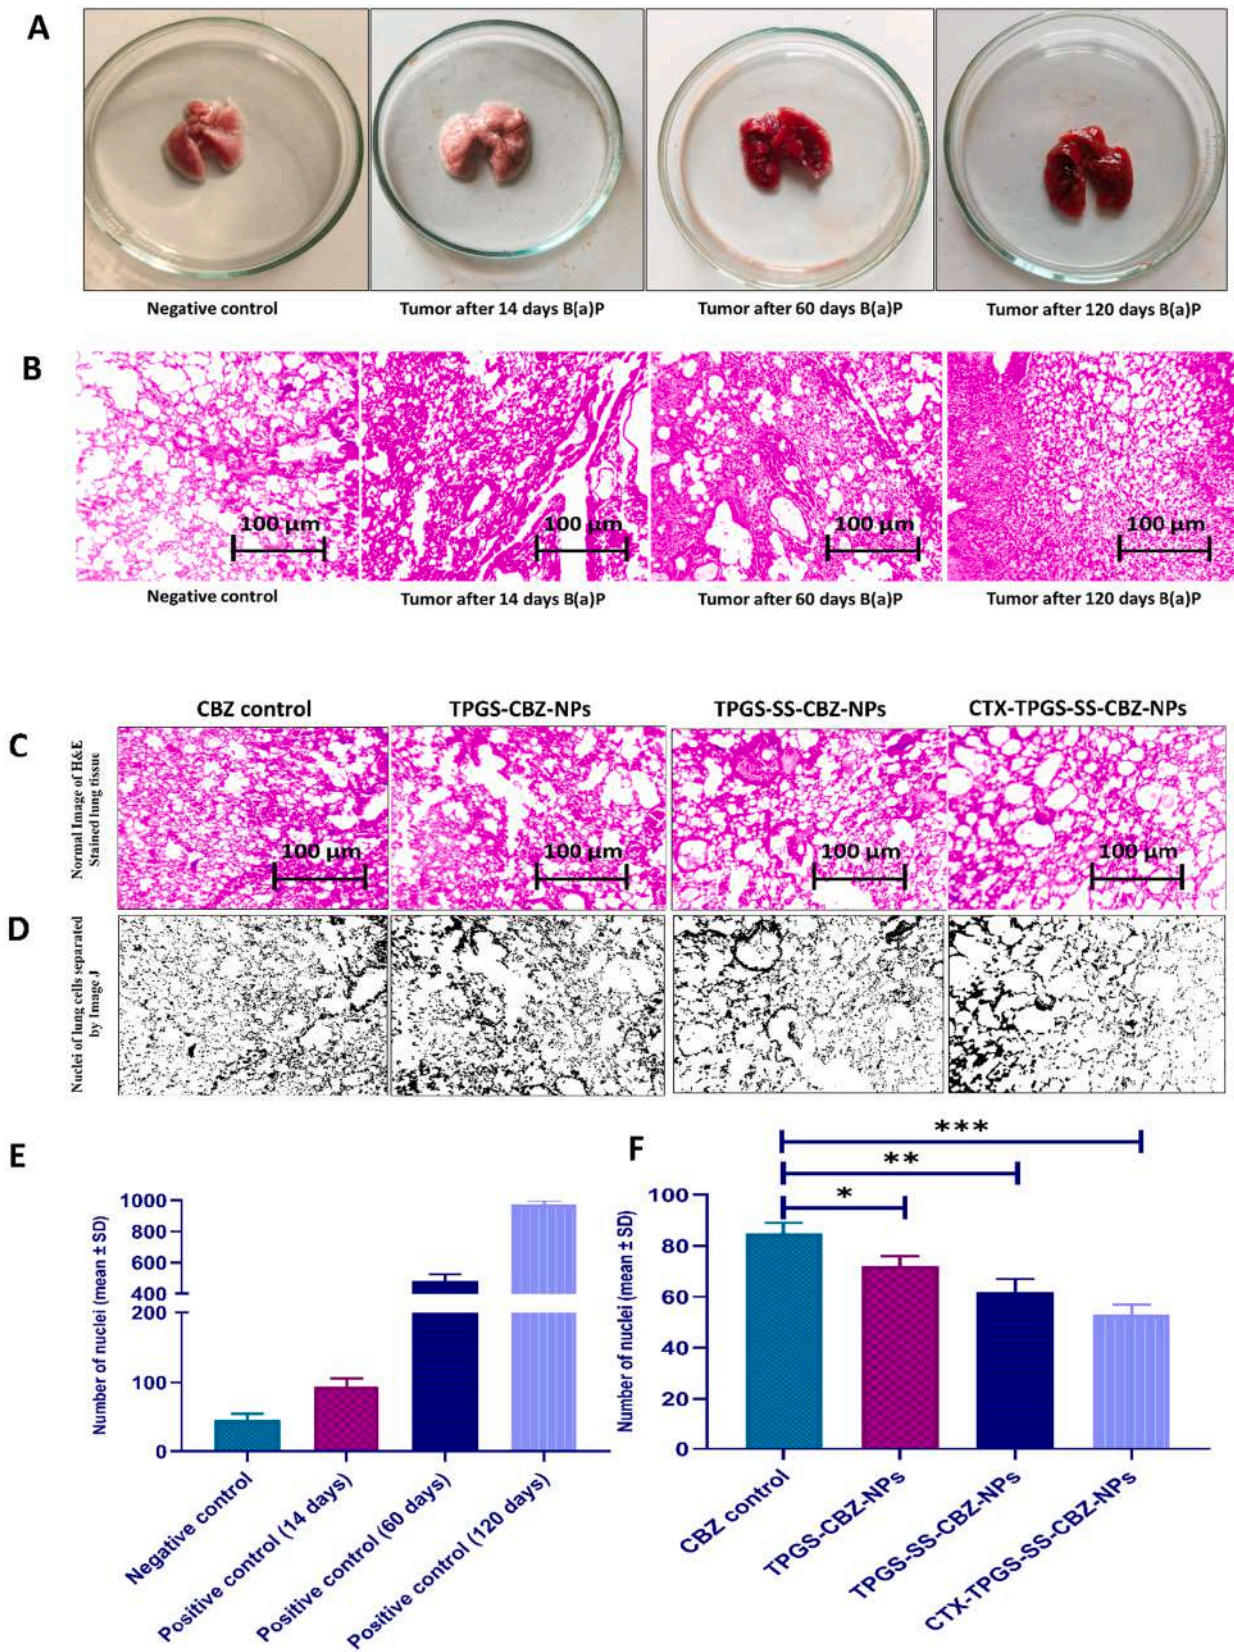 A
Negative control
Tumor after 14 days B(a)P
Tumor after 60 days B(a)P
Tumor after 120 days B(a)P
B
100 µm
100 µm
100 µm
100 µm
Negative control
Tumor after 14 days B(a)P
Tumor after 60 days B(a)P
Tumor after 120 days B(a)P
CBZ control
TPGS-CBZ-NPs
TPGS-SS-CBZ-NPs
CTX-TPGS-SS-CBZ-NPs
C
Normal Image of H&E
Stained lung tissue
100 µm
100 µm
100 µm
100 µm
D
Nuclei of lung cells separated
by Image J
E
Number of nuclei (mean ± SD)
1000
800
600
400
200
100
0
Negative control
Positive control (14 days)
Positive control (60 days)
Positive control (120 days)
F
***
**
*
Number of nuclei (mean ± SD)
100
80
60
40
20
0
CBZ control
TPGS-CBZ-NPs
TPGS-SS-CBZ-NPs
CTX-TPGS-SS-CBZ-NPs